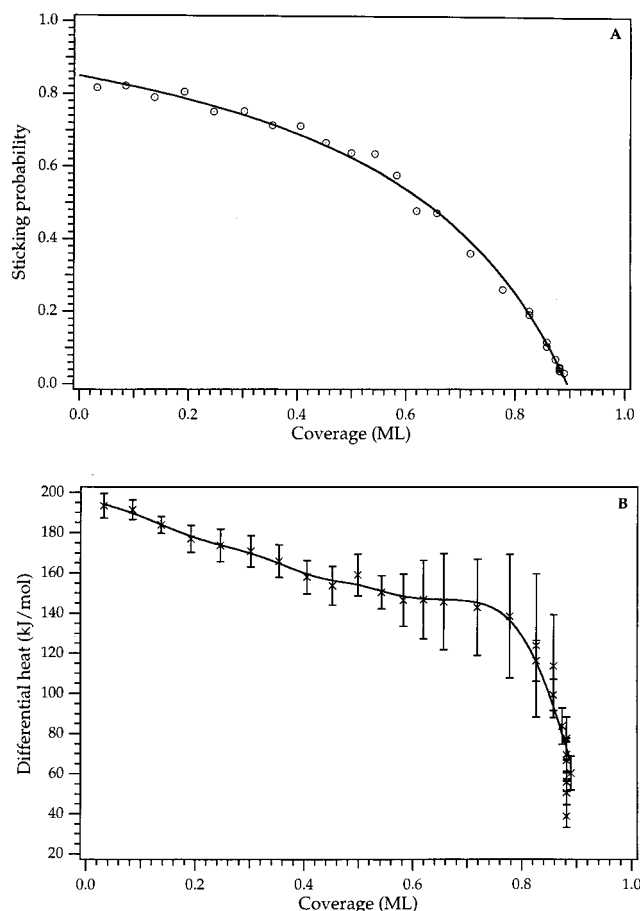 A
1.0
0.8
0.6
0.4
0.2
0.0
Sticking probability
0.0 0.2 0.4 0.6 0.8 1.0
Coverage (ML)
B
200
180
160
140
120
100
80
60
40
20
Differential heat (kJ/mol)
0.0 0.2 0.4 0.6 0.8 1.0
Coverage (ML)